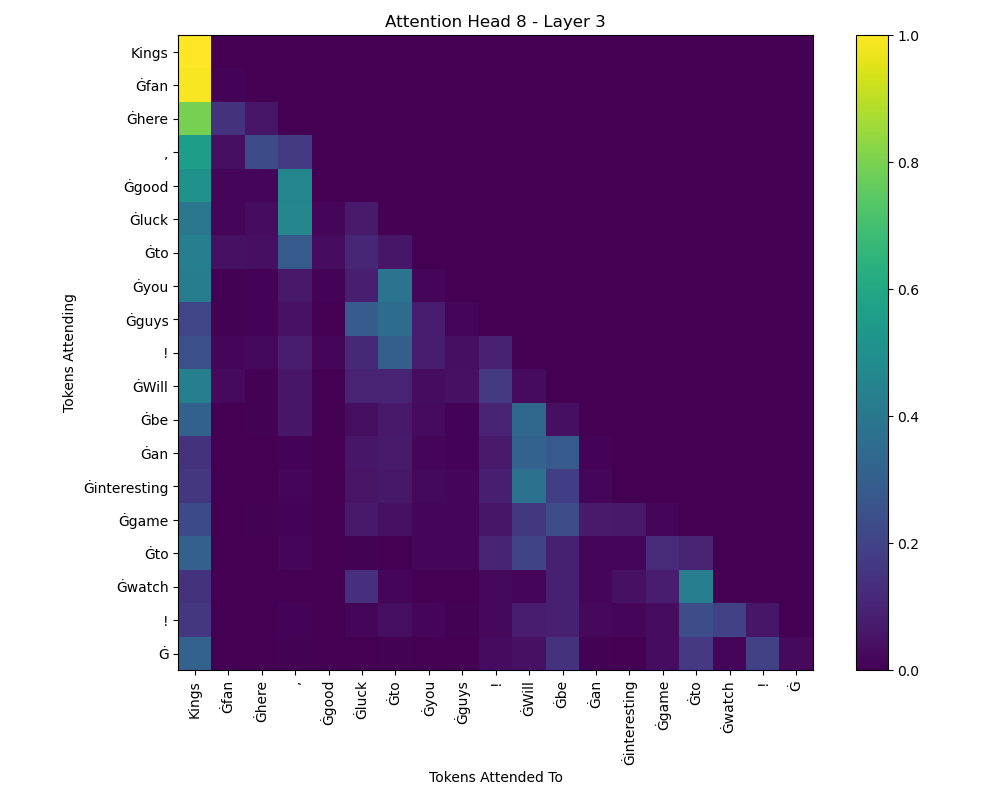 Attention Head 8 - Layer 3
Kings
Ġfan
Ġhere
,
Ġgood
Ġluck
Ġto
Ġyou
Ġguys
!
ĠWill
Ġbe
Ġan
Ġinteresting
Ġgame
Ġto
Ġwatch
!
Ġ
Tokens Attending
Kings
Ġfan
Ġhere
,
Ġgood
Ġluck
Ġto
Ġyou
Ġguys
!
ĠWill
Ġbe
Ġan
Ġinteresting
Ġgame
Ġto
Ġwatch
!
Ġ
Tokens Attended To
1.0
0.8
0.6
0.4
0.2
0.0